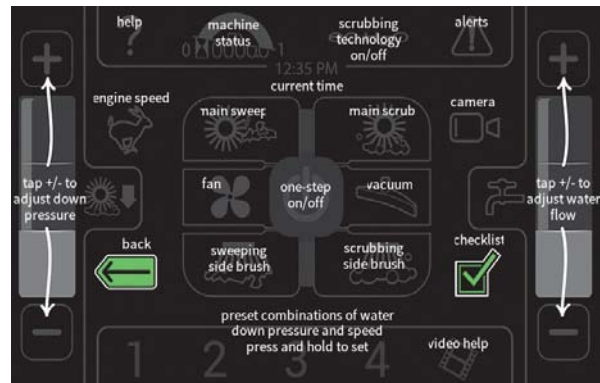 help
machine
status
scrubbing
technology
on/off
alerts
12:35 PM
current time
engine speed
camera
main sweep
main scrub
tap +/- to
adjust down
pressure
fan
one-step
on/off
vacuum
tap +/- to
adjust water
flow
back
sweeping
side brush
scrubbing
side brush
checklist
preset combinations of water
down pressure and speed
press and hold to set
1 2 3 4
video help